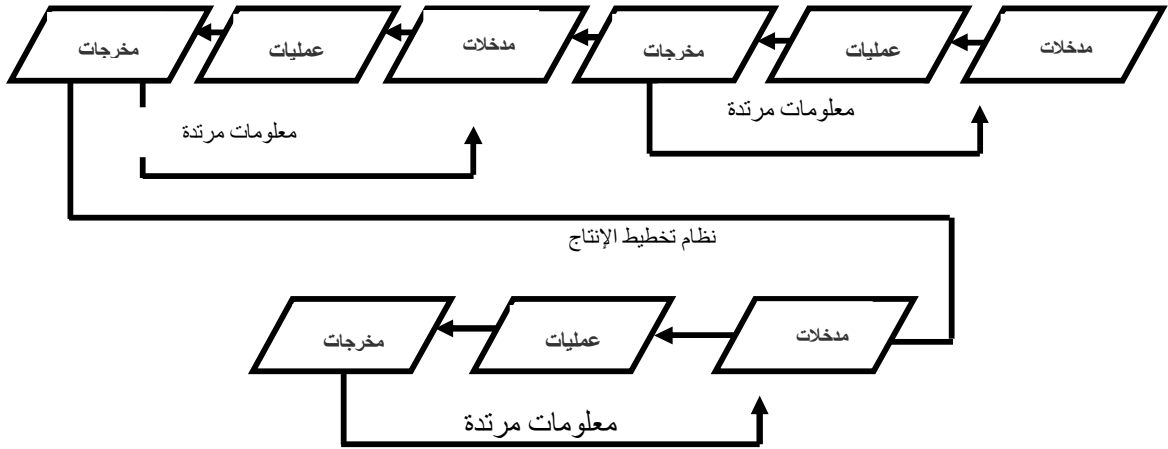 مدخلات
عمليات
مخرجات
مدخلات
عمليات
مخرجات
معلومات مرتدة
معلومات مرتدة
نظام تخطيط الإنتاج
مدخلات
عمليات
مخرجات
معلومات مرتدة